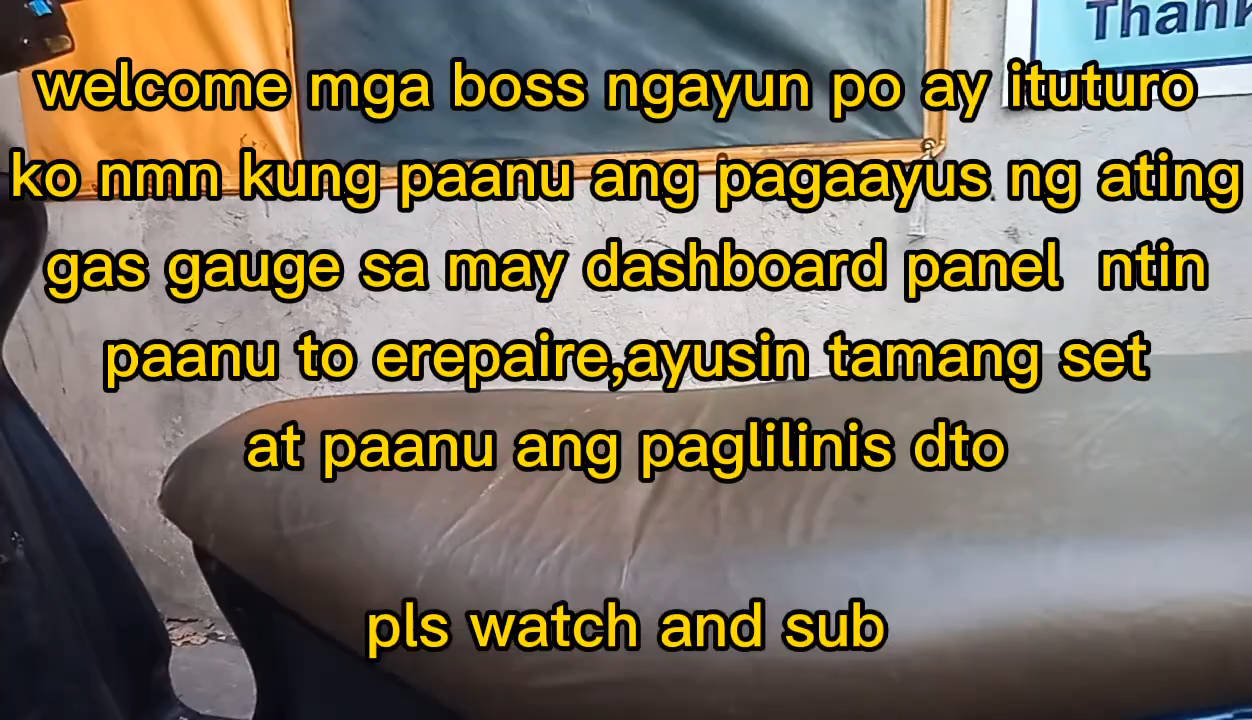 Thank
welcome mga boss ngayun po ay ituturo
ko nmn kung paanu ang pagaayus ng ating
gas gauge sa may dashboard panel  ntin
paanu to erepaire,ayusin tamang set
at paanu ang paglilinis dto
pls watch and sub